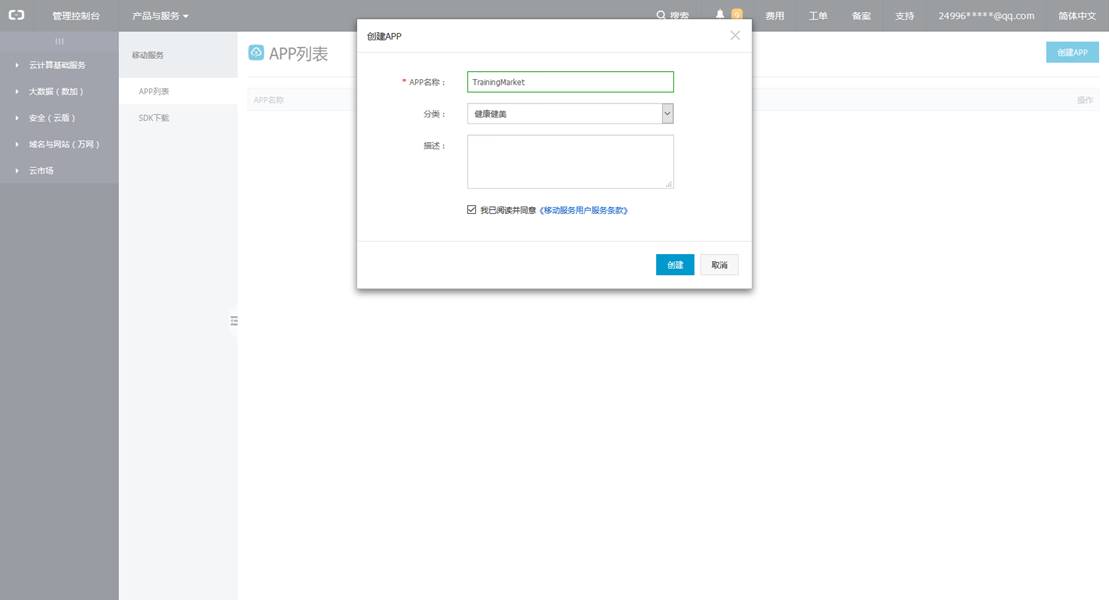 管理控制台 产品与服务 搜索 费用 工单 备案 支持 24996*****@qq.com 简体中文
云计算基础服务
大数据（数加）
安全（云盾）
域名与网站（万网）
云市场
移动服务
APP列表
SDK下载
APP列表
创建APP
APP名称
操作
创建APP
* APP名称： TrainingMarket
分类： 健康健美
描述：
我已阅读并同意《移动服务用户服务条款》
创建 取消